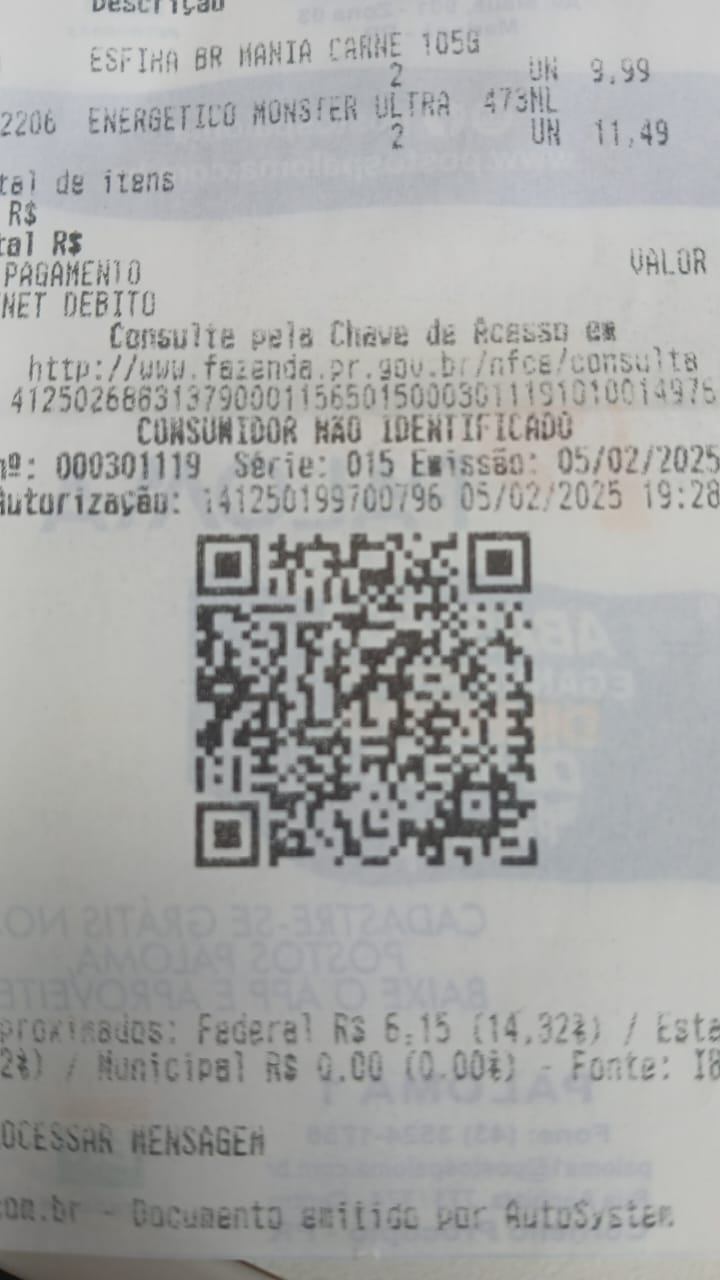 Descrição
ESFIHA BR MANIA CARNE 105G
2 UN 9,99
2206 ENERGETICO MONSTER ULTRA 473ML
2 UN 11,49
tal de itens
R$
tal R$
PAGAMENTO VALOR
NET DEBITO
Consulte pela Chave de Acesso em
http://www.fazenda.pr.gov.br/nfce/consulta
CONSUMIDOR NÃO IDENTIFICADO
nº: 000301119 Série: 015 Emissão: 05/02/2025
Autorização: 141250199700796 05/02/2025 19:28
CADASTRE-SE GRÁTIS NO
POSTOS PALOMA,
BAIXE O APP E APROVEITE
proximados: Federal R$ 6.15 (14,32%) / Esta
2%) / Municipal R$ 0.00 (0.00%) - Fonte: IB
PALOMA 1
OCESSAR MENSAGEM
om.br - Documento emitido por AutoSystem